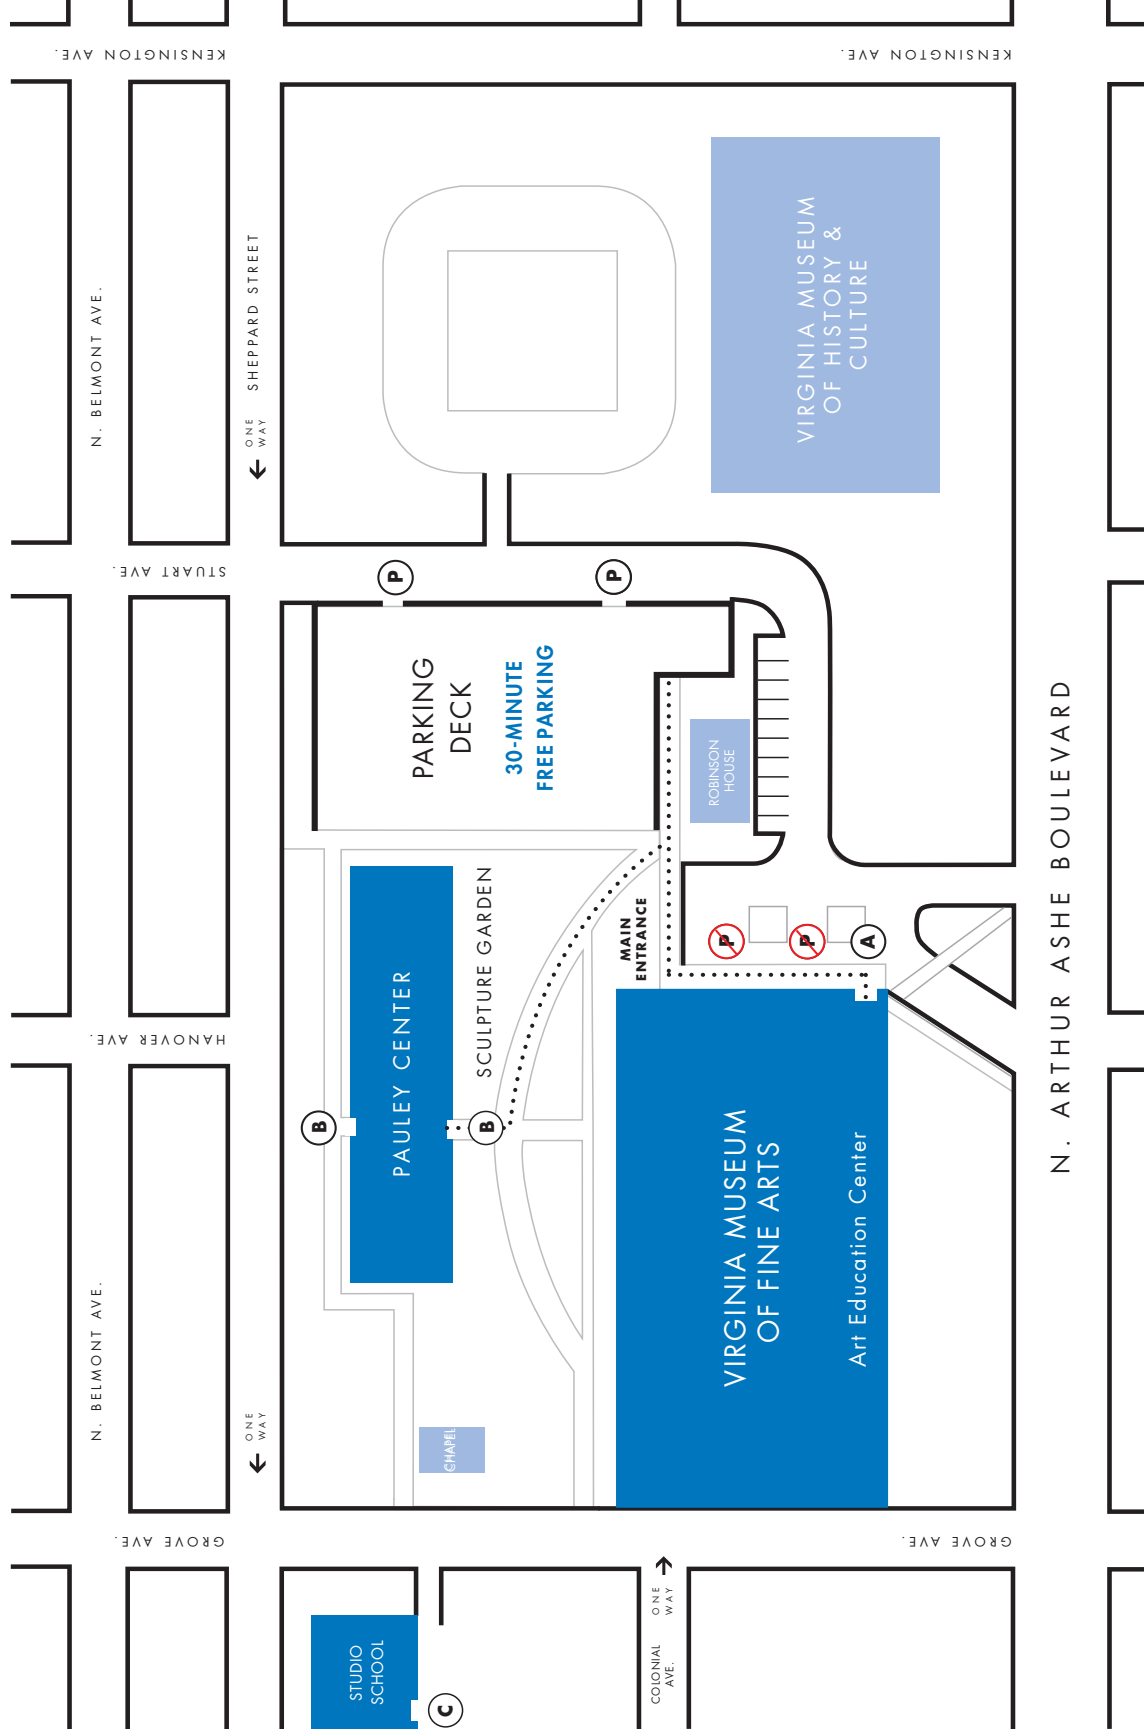 KENSINGTON AVE.
KENSINGTON AVE.
VIRGINIA MUSEUM
OF HISTORY &
CULTURE
SHEPPARD STREET
N. BELMONT AVE.
ONE
WAY
STUART AVE.
P
P
PARKING
DECK
30-MINUTE
FREE PARKING
ROBINSON
HOUSE
N. ARTHUR ASHE BOULEVARD
SCULPTURE GARDEN
MAIN
ENTRANCE
P
P
A
PAULEY CENTER
HANOVER AVE.
B
B
VIRGINIA MUSEUM
OF FINE ARTS
Art Education Center
N. BELMONT AVE.
ONE
WAY
CHAPEL
GROVE AVE.
GROVE AVE.
ONE
WAY
COLONIAL
AVE.
STUDIO
SCHOOL
C